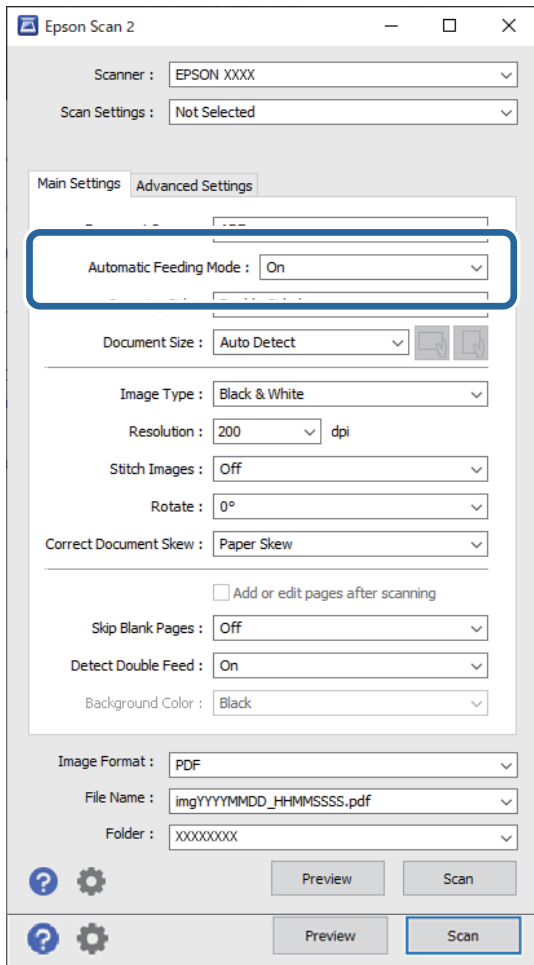 Epson Scan 2
Scanner : EPSON XXXX
Scan Settings : Not Selected
Main Settings Advanced Settings
Automatic Feeding Mode : On
Document Size : Auto Detect
Image Type : Black & White
Resolution : 200 dpi
Stitch Images : Off
Rotate : 0°
Correct Document Skew : Paper Skew
Add or edit pages after scanning
Skip Blank Pages : Off
Detect Double Feed : On
Background Color : Black
Image Format : PDF
File Name : imgYYYYMMDD_HHMMSSSS.pdf
Folder : XXXXXXXX
Preview Scan
Preview Scan